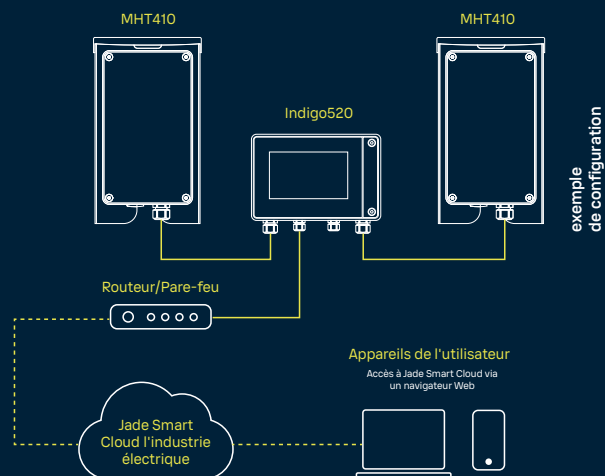 MHT410
MHT410
Indigo520
exemple
de configuration
Routeur/Pare-feu
Appareils de l'utilisateur
Accès à Jade Smart Cloud via
un navigateur Web
Jade Smart
Cloud l'industrie
électrique